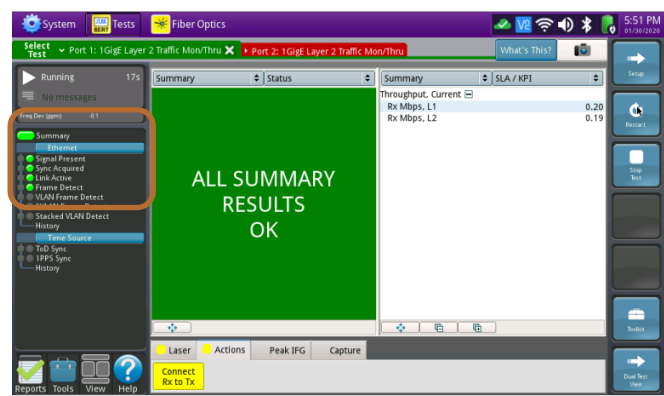 System
JDSU BERT Tests
Fiber Optics
V2
5:51 PM
01/30/2020
Select Test
Port 1: 1GigE Layer 2 Traffic Mon/Thru
Port 2: 1GigE Layer 2 Traffic Mon/Thru
What's This?
Setup
Running 17s
No messages
Freq Dev (ppm) -0.1
Summary
Ethernet
Signal Present
Sync Acquired
Link Active
Frame Detect
VLAN Frame Detect
Stacked VLAN Detect
History
Time Source
ToD Sync
1PPS Sync
History
Summary
Status
ALL SUMMARY
RESULTS
OK
Summary
SLA / KPI
Throughput, Current
Rx Mbps, L1 0.20
Rx Mbps, L2 0.19
Restart
Stop
Test
Toolkit
Dual Test
View
Laser
Actions
Peak IFG
Capture
Connect
Rx to Tx
Reports
Tools
View
Help